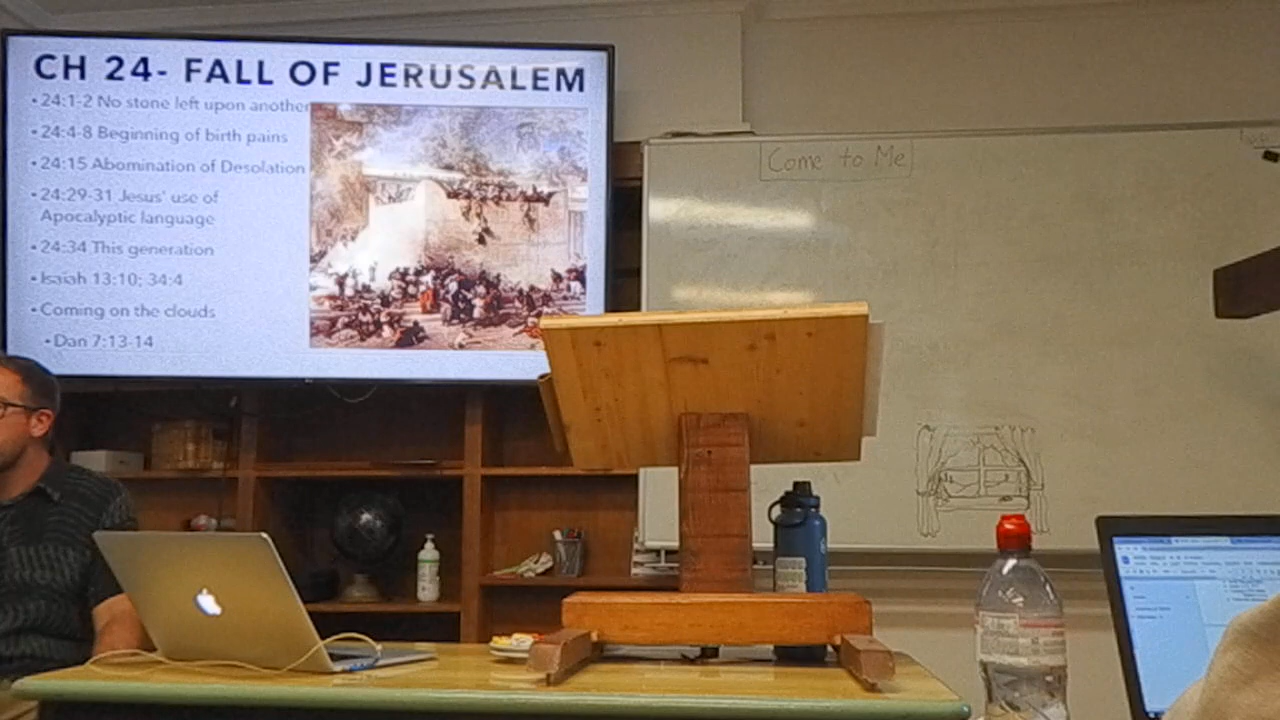 CH 24- FALL OF JERUSALEM
• 24:1-2 No stone left upon another
• 24:4-8 Beginning of birth pains
• 24:15 Abomination of Desolation
• 24:29-31 Jesus' use of
Apocalyptic language
• 24:34 This generation
• Isaiah 13:10; 34:4
• Coming on the clouds
• Dan 7:13-14
Come to Me